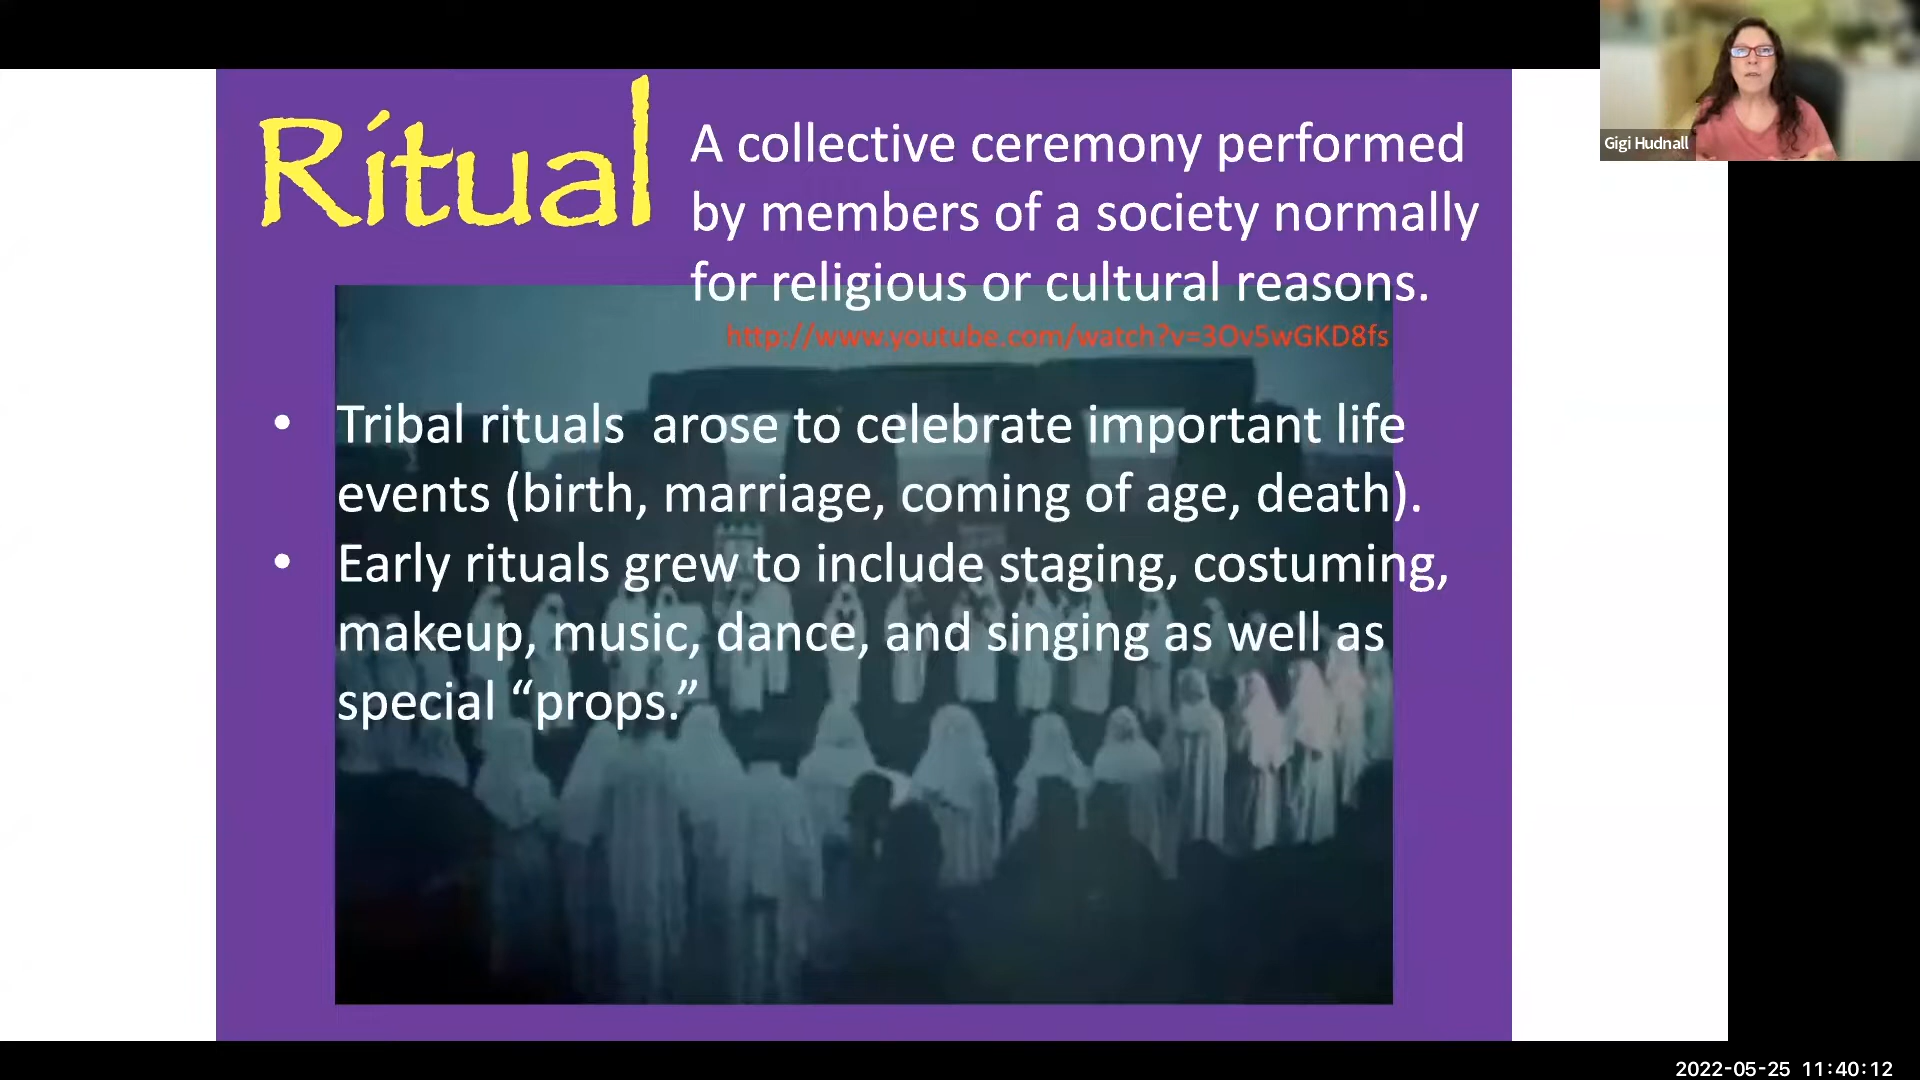 Ritual
A collective ceremony performed
by members of a society normally
for religious or cultural reasons.
http://www.youtube.com/watch?v=3Ov5wGKD8fs
• Tribal rituals  arose to celebrate important life
events (birth, marriage, coming of age, death).
• Early rituals grew to include staging, costuming,
makeup, music, dance, and singing as well as
special “props.”
Gigi Hudnall
2022-05-25 11:40:12